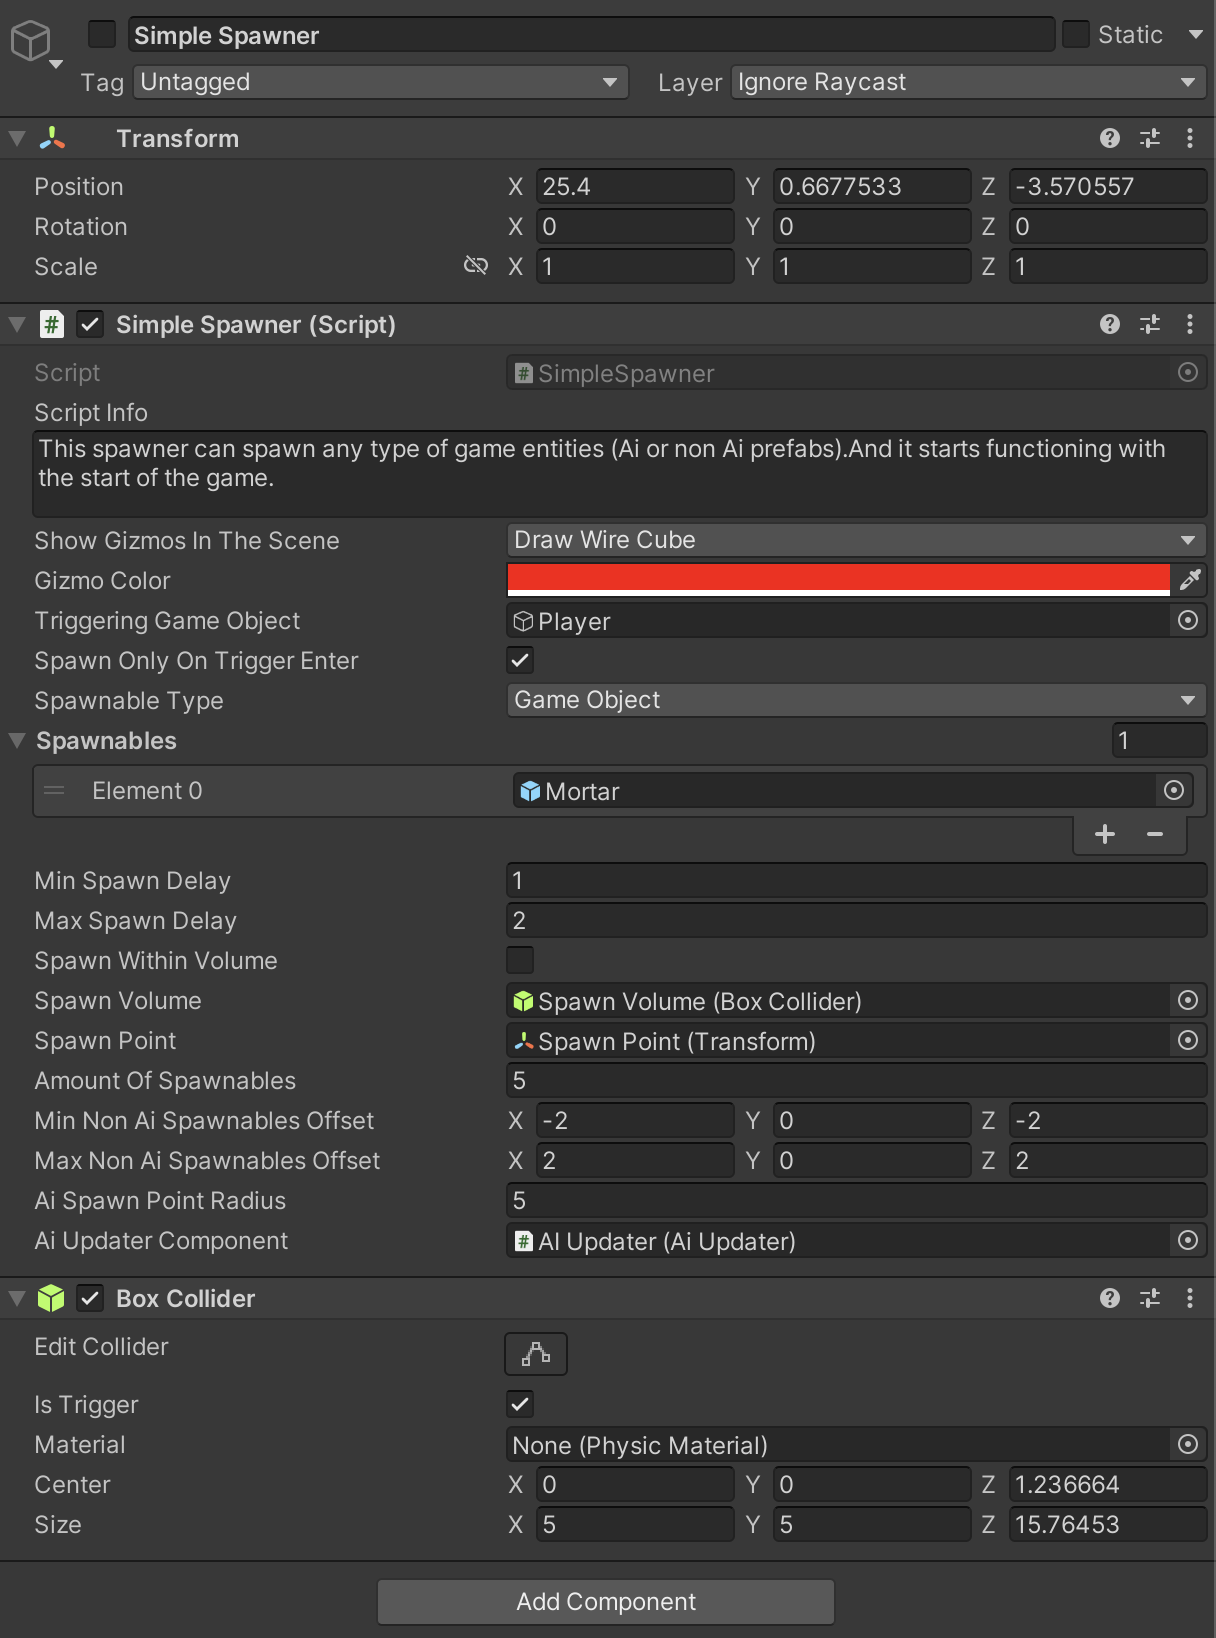 Simple Spawner Static
Tag Untagged Layer Ignore Raycast
Transform
Position X 25.4 Y 0.6677533 Z -3.570557
Rotation X 0 Y 0 Z 0
Scale X 1 Y 1 Z 1
# Simple Spawner (Script)
Script # SimpleSpawner
Script Info
This spawner can spawn any type of game entities (Ai or non Ai prefabs).And it starts functioning with
the start of the game.
Show Gizmos In The Scene Draw Wire Cube
Gizmo Color
Triggering Game Object Player
Spawn Only On Trigger Enter
Spawnable Type Game Object
Spawnables 1
Element 0 Mortar
+ -
Min Spawn Delay 1
Max Spawn Delay 2
Spawn Within Volume
Spawn Volume Spawn Volume (Box Collider)
Spawn Point Spawn Point (Transform)
Amount Of Spawnables 5
Min Non Ai Spawnables Offset X -2 Y 0 Z -2
Max Non Ai Spawnables Offset X 2 Y 0 Z 2
Ai Spawn Point Radius 5
Ai Updater Component # AI Updater (Ai Updater)
Box Collider
Edit Collider
Is Trigger
Material None (Physic Material)
Center X 0 Y 0 Z 1.236664
Size X 5 Y 5 Z 15.76453
Add Component